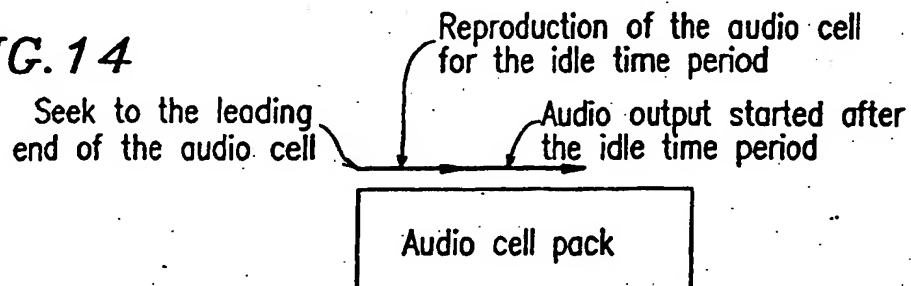 G. 14
Reproduction of the audio cell
for the idle time period
Seek to the leading
end of the audio cell
Audio output started after
the idle time period
Audio cell pack